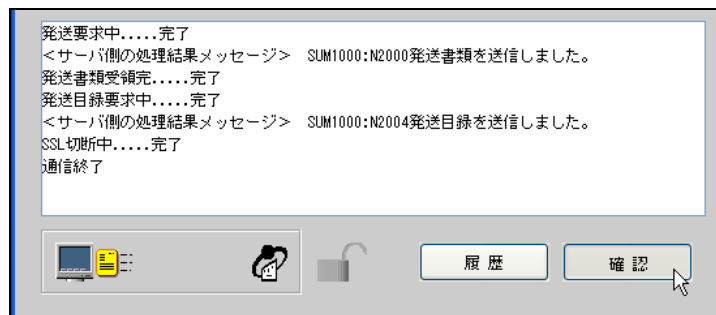 発送要求中.....完了
<サーバ側の処理結果メッセージ>　SUM1000:N2000発送書類を送信しました。
発送書類受領完.....完了
発送目録要求中.....完了
<サーバ側の処理結果メッセージ>　SUM1000:N2004発送目録を送信しました。
SSL切断中.....完了
通信終了
履 歴
確 認